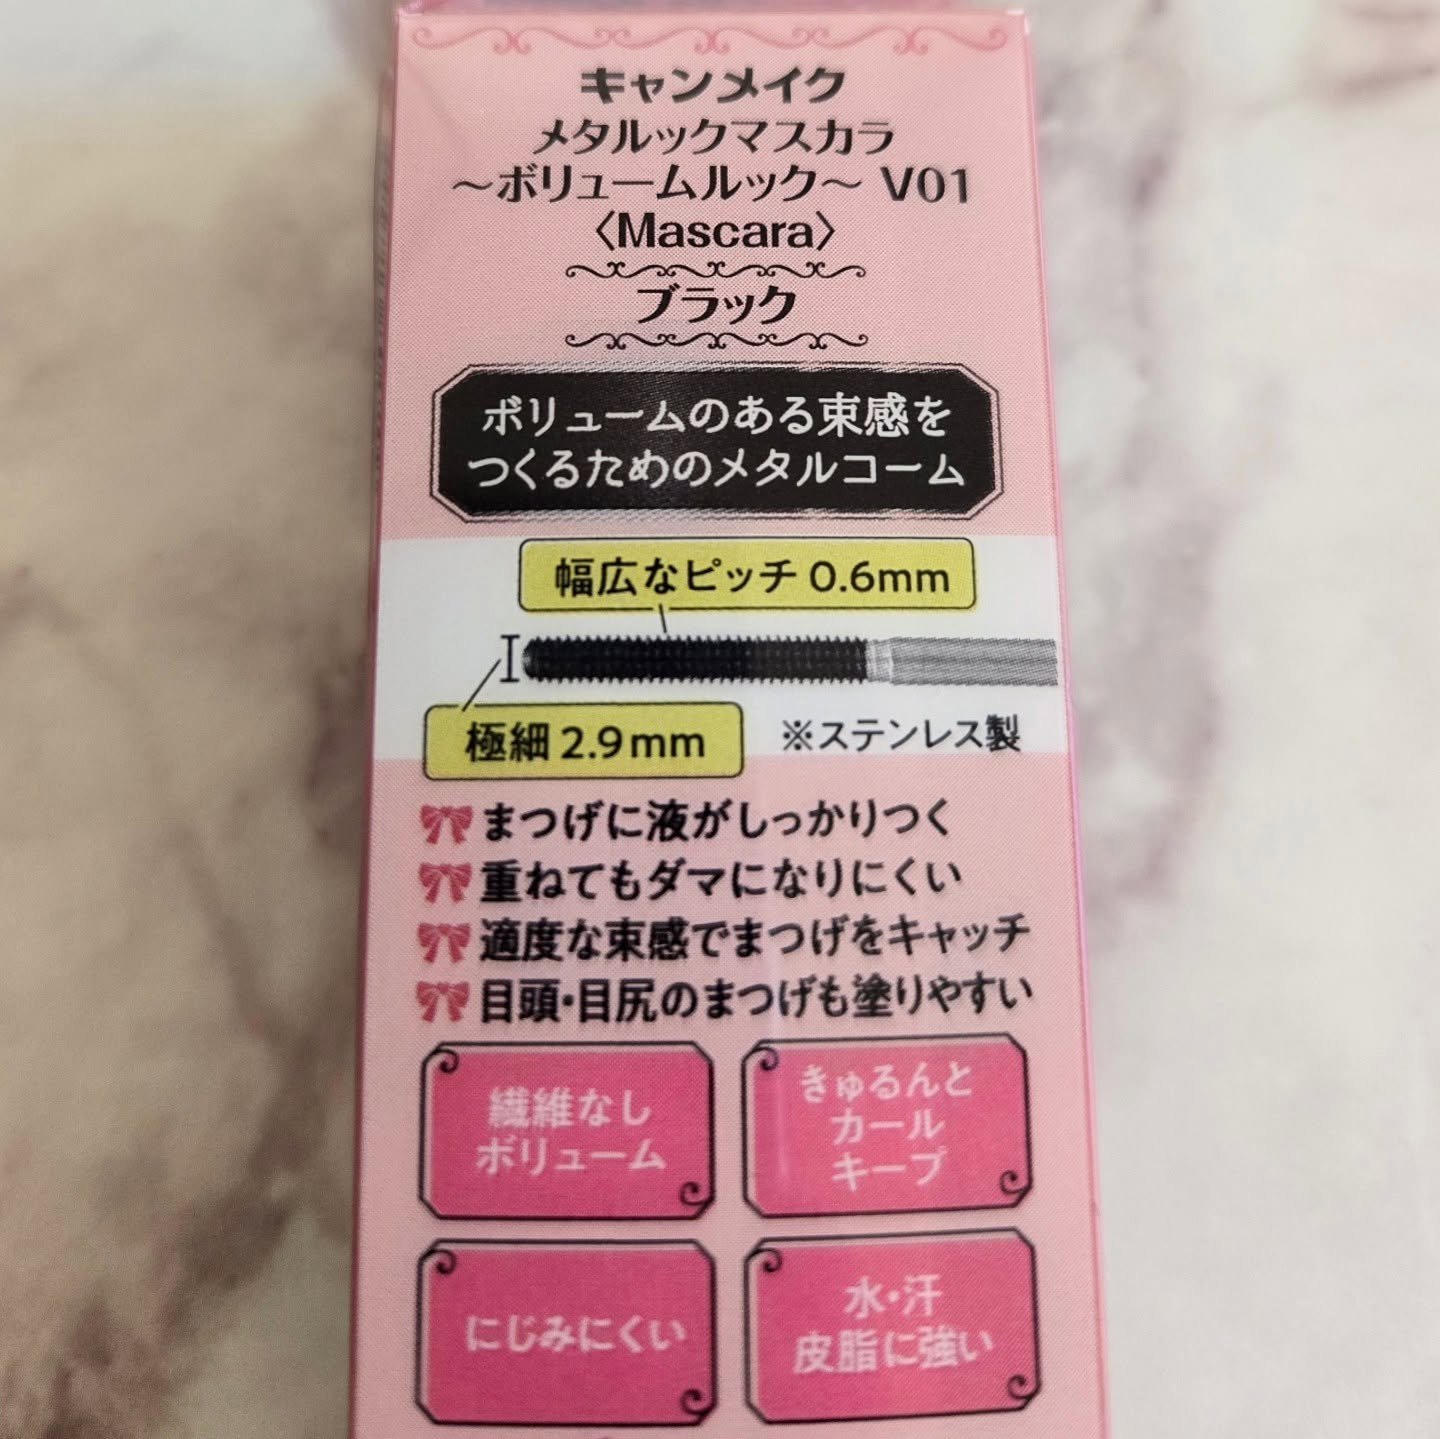 キャンメイク
メタルックマスカラ
～ボリュームルック～ V01
〈Mascara〉
ブラック
ボリュームのある束感を
つくるためのメタルコーム
幅広なピッチ 0.6mm
極細 2.9mm
※ステンレス製
まつげに液がしっかりつく
重ねてもダマになりにくい
適度な束感でまつげをキャッチ
目頭・目尻のまつげも塗りやすい
繊維なし
ボリューム
きゅるんと
カール
キープ
にじみにくい
水・汗
皮脂に強い